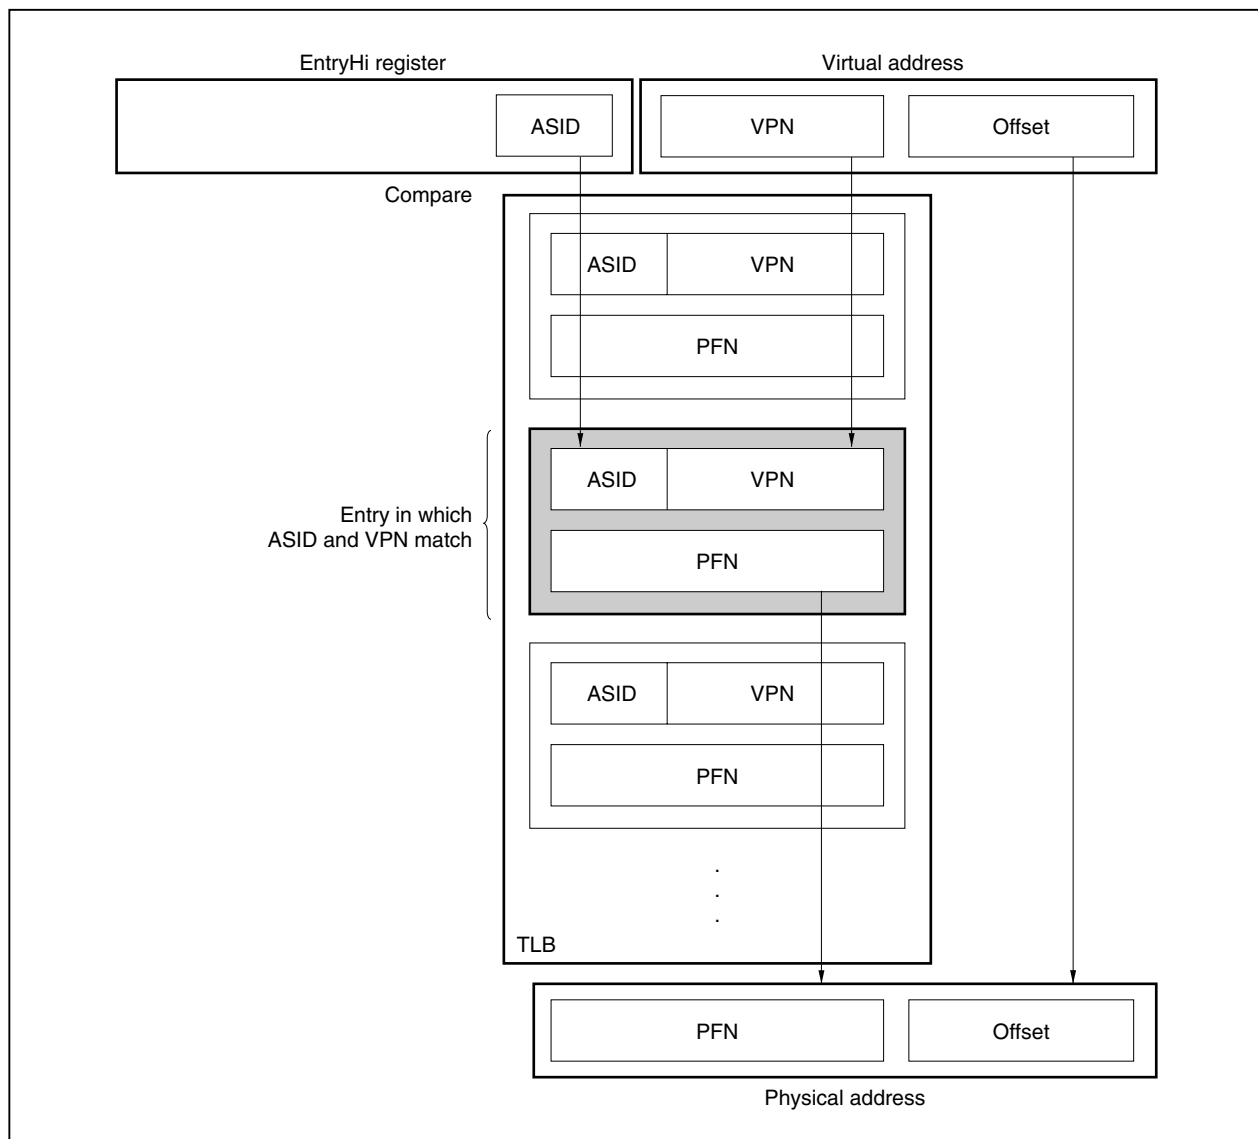 EntryHi register
Virtual address
ASID
VPN
Offset
Compare
ASID
VPN
PFN
Entry in which
ASID and VPN match
ASID
VPN
PFN
ASID
VPN
PFN
.
.
.
TLB
PFN
Offset
Physical address